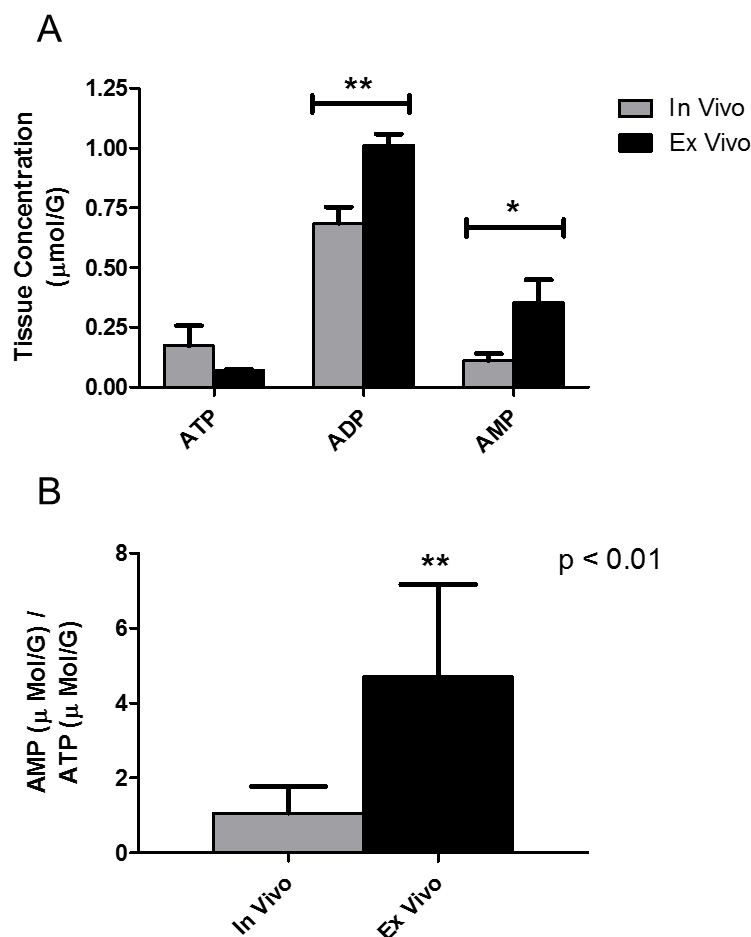 A
Tissue Concentration
(μmol/G)
1.25
1.00
0.75
0.50
0.25
0.00
**
*
In Vivo
Ex Vivo
ATP
ADP
AMP
B
AMP (μ Mol/G) /
ATP (μ Mol/G)
8
6
4
2
0
**
p < 0.01
In Vivo
Ex Vivo